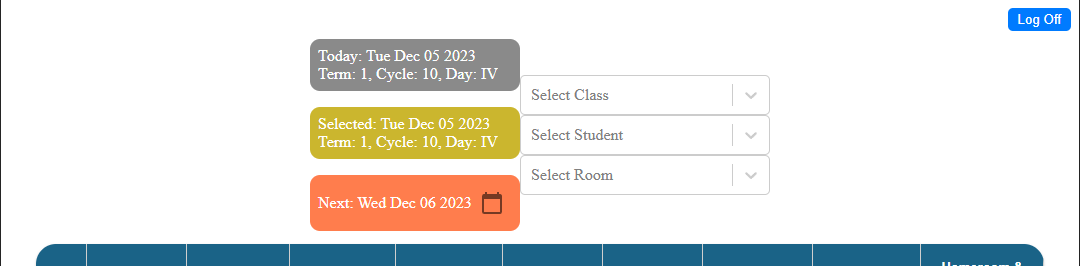 Log Off
Today: Tue Dec 05 2023
Term: 1, Cycle: 10, Day: IV
Selected: Tue Dec 05 2023
Term: 1, Cycle: 10, Day: IV
Next: Wed Dec 06 2023
Select Class
Select Student
Select Room
Homeroom &